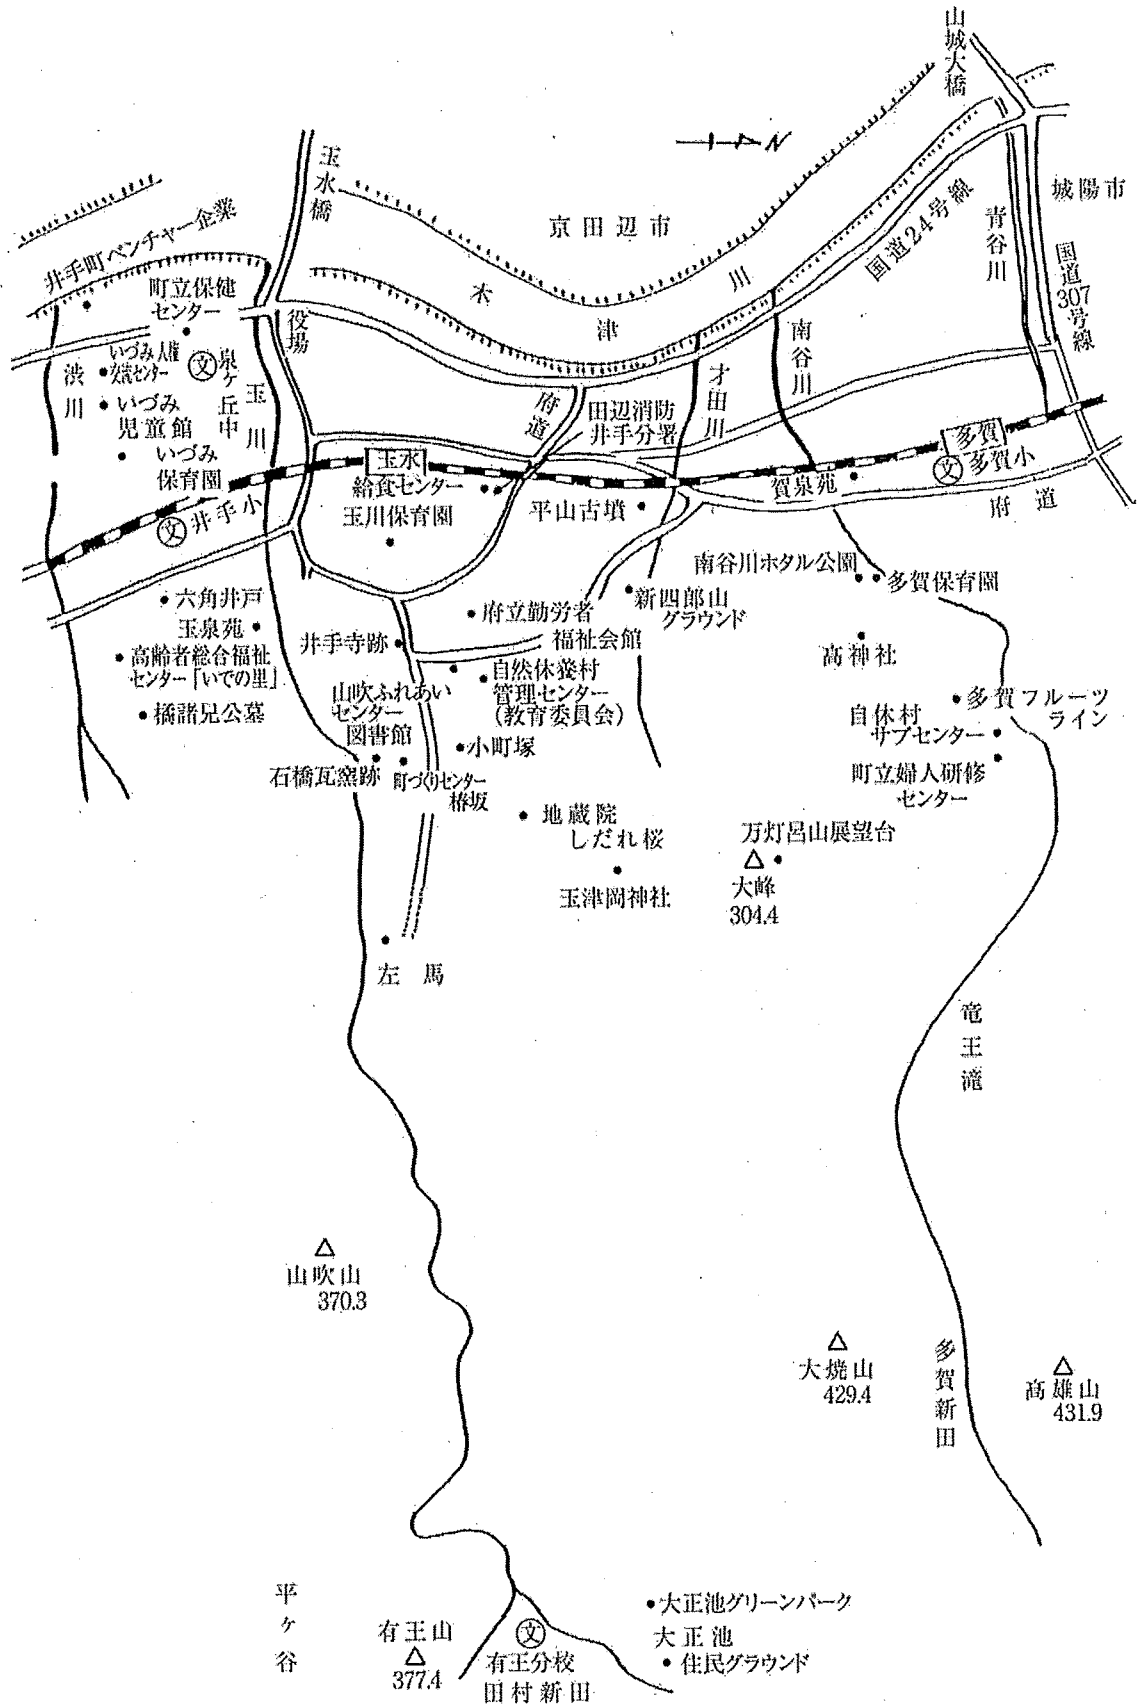 山城大橋
N
玉水橋
京田辺市
城陽市
青谷川
国道24号線
国道307号線
井手町ベンチャー企業
木津川
町立保健
センター
役場
南谷川
いづみ人権
交流センター
文
泉ヶ丘中
渋川
玉川
いづみ
児童館
府道
田辺消防
井手分署
才田川
いづみ
保育園
玉水
多賀
文
多賀小
給食センター
賀泉苑
文
井手小
玉川保育園
平山古墳
府道
南谷川ホタル公園
多賀保育園
六角井戸
府立勤労者
福祉会館
新四郎山
グラウンド
玉泉苑
井手寺跡
高神社
高齢者総合福祉
センター「いでの里」
自然休養村
管理センター
(教育委員会)
山吹ふれあい
センター
図書館
橘諸兄公墓
多賀フルーツ
ライン
自休村
サブセンター
小町塚
石橋瓦窯跡
町づくりセンター
椿坂
町立婦人研修
センター
地蔵院
しだれ桜
万灯呂山展望台
大峰
304.4
玉津岡神社
左馬
竜王滝
山吹山
370.3
大焼山
429.4
多賀新田
高雄山
431.9
平ヶ谷
大正池グリーンパーク
有王山
377.4
文
有王分校
田村新田
大正池
住民グラウンド